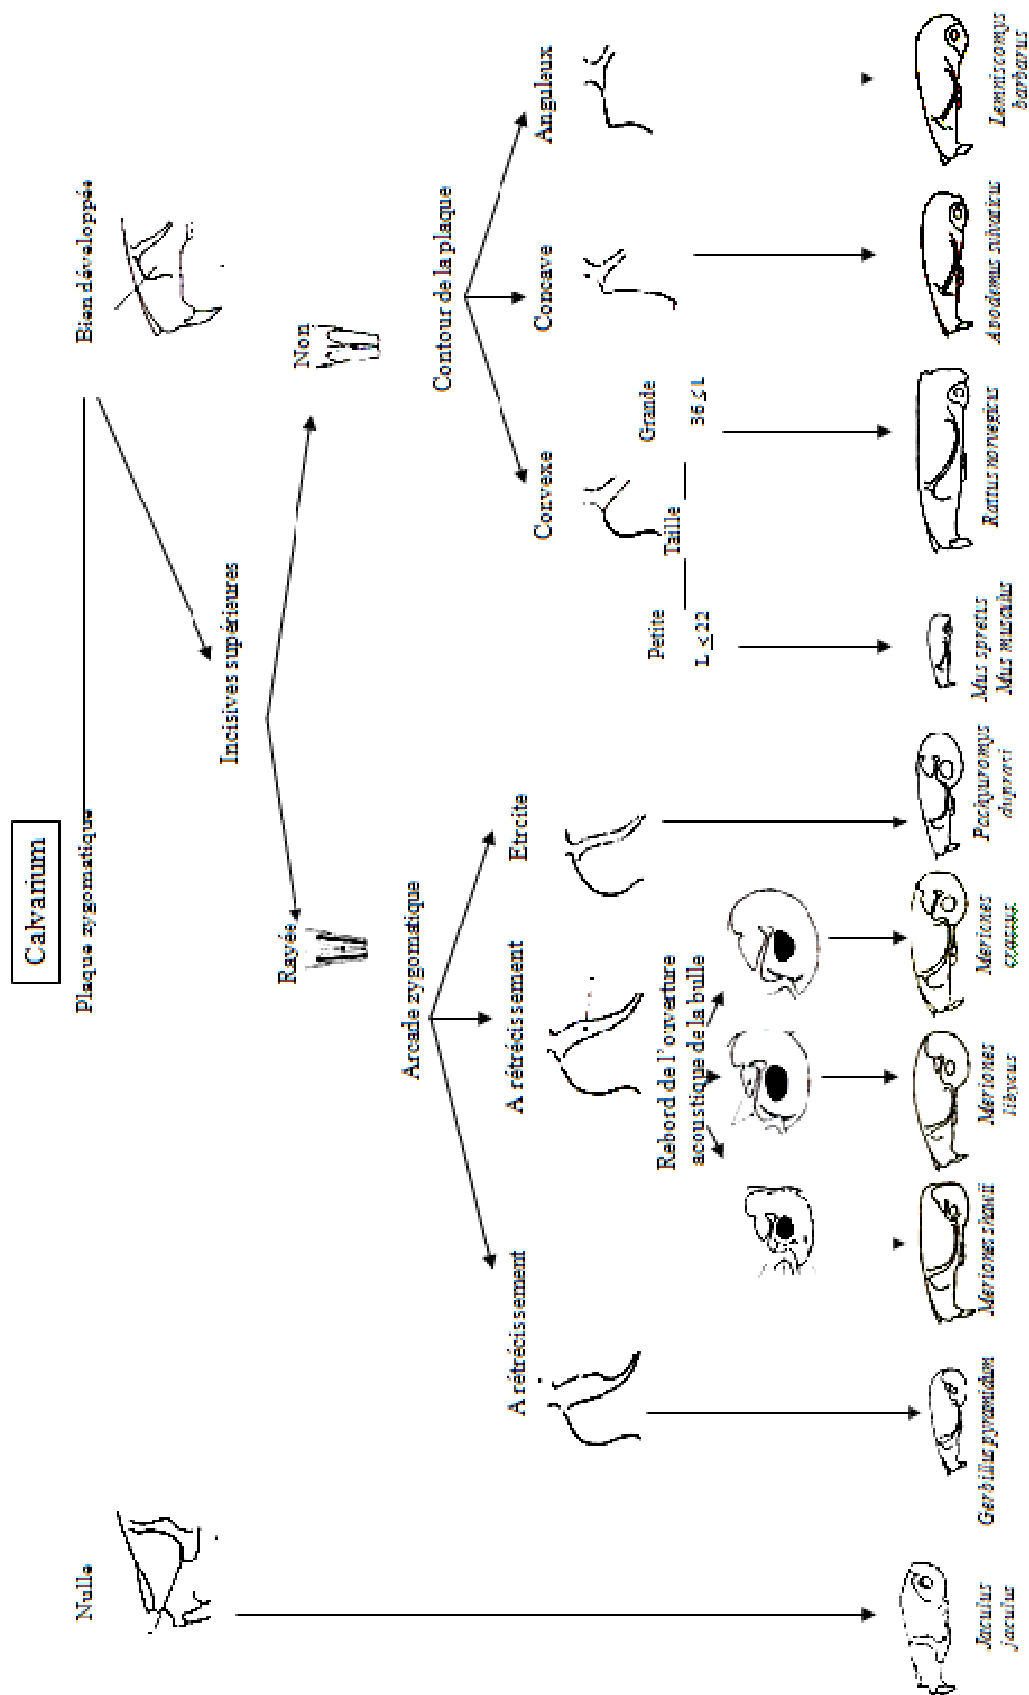 Calvarium
Plaque zygomatique
Nulle
Bien développée
Incisives supérieures
Rayée
Non
Arcade zygomatique
Contour de la plaque
A rétrécissement
A rétrécissement
Etroite
Convexe
Concave
Anguleux
Rebord de l'ouverture
acoustique de la bulle
Taille
Petite
L ≤ 22
Grande
36 ≤ L
Jaculus
jaculus
Gerbillus pyramidum
Meriones shawii
Meriones
libycus
Meriones
crassus
Pachyuromys
duprasi
Mus spretus
Mus musculus
Rattus norvegicus
Apodemus sylvaticus
Lemniscomys
barbarus